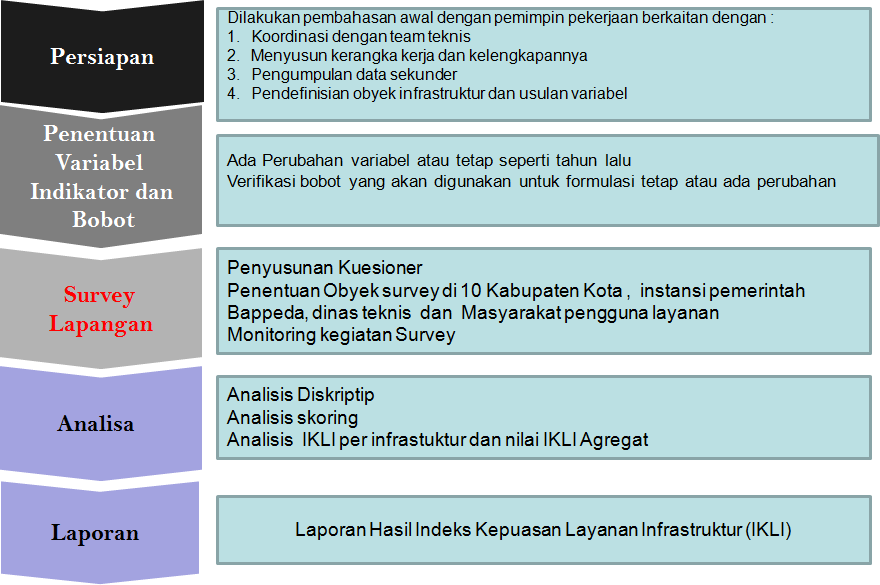 Persiapan
Dilakukan pembahasan awal dengan pemimpin pekerjaan berkaitan dengan :
1. Koordinasi dengan team teknis
2. Menyusun kerangka kerja dan kelengkapannya
3. Pengumpulan data sekunder
4. Pendefinisian obyek infrastruktur dan usulan variabel
Penentuan
Variabel
Indikator dan
Bobot
Ada Perubahan variabel atau tetap seperti tahun lalu
Verifikasi bobot yang akan digunakan untuk formulasi tetap atau ada perubahan
Survey
Lapangan
Penyusunan Kuesioner
Penentuan Obyek survey di 10 Kabupaten Kota , instansi pemerintah
Bappeda, dinas teknis dan Masyarakat pengguna layanan
Monitoring kegiatan Survey
Analisa
Analisis Diskriptip
Analisis skoring
Analisis IKLI per infrastuktur dan nilai IKLI Agregat
Laporan
Laporan Hasil Indeks Kepuasan Layanan Infrastruktur (IKLI)